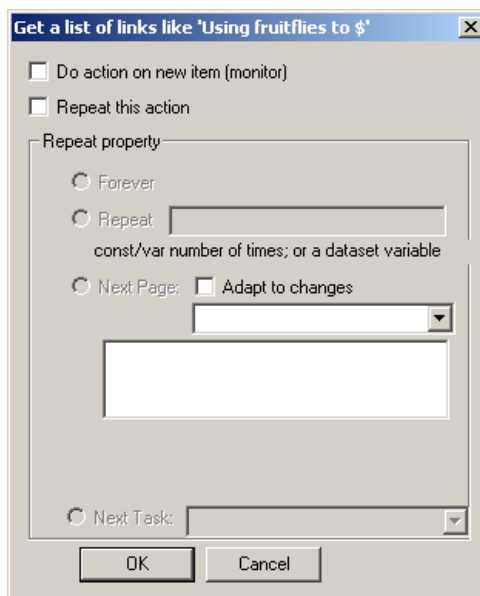 Get a list of links like 'Using fruitflies to $'
Do action on new item (monitor)
Repeat this action
Repeat property
Forever
Repeat
const/var number of times; or a dataset variable
Next Page: Adapt to changes
Next Task:
OK Cancel